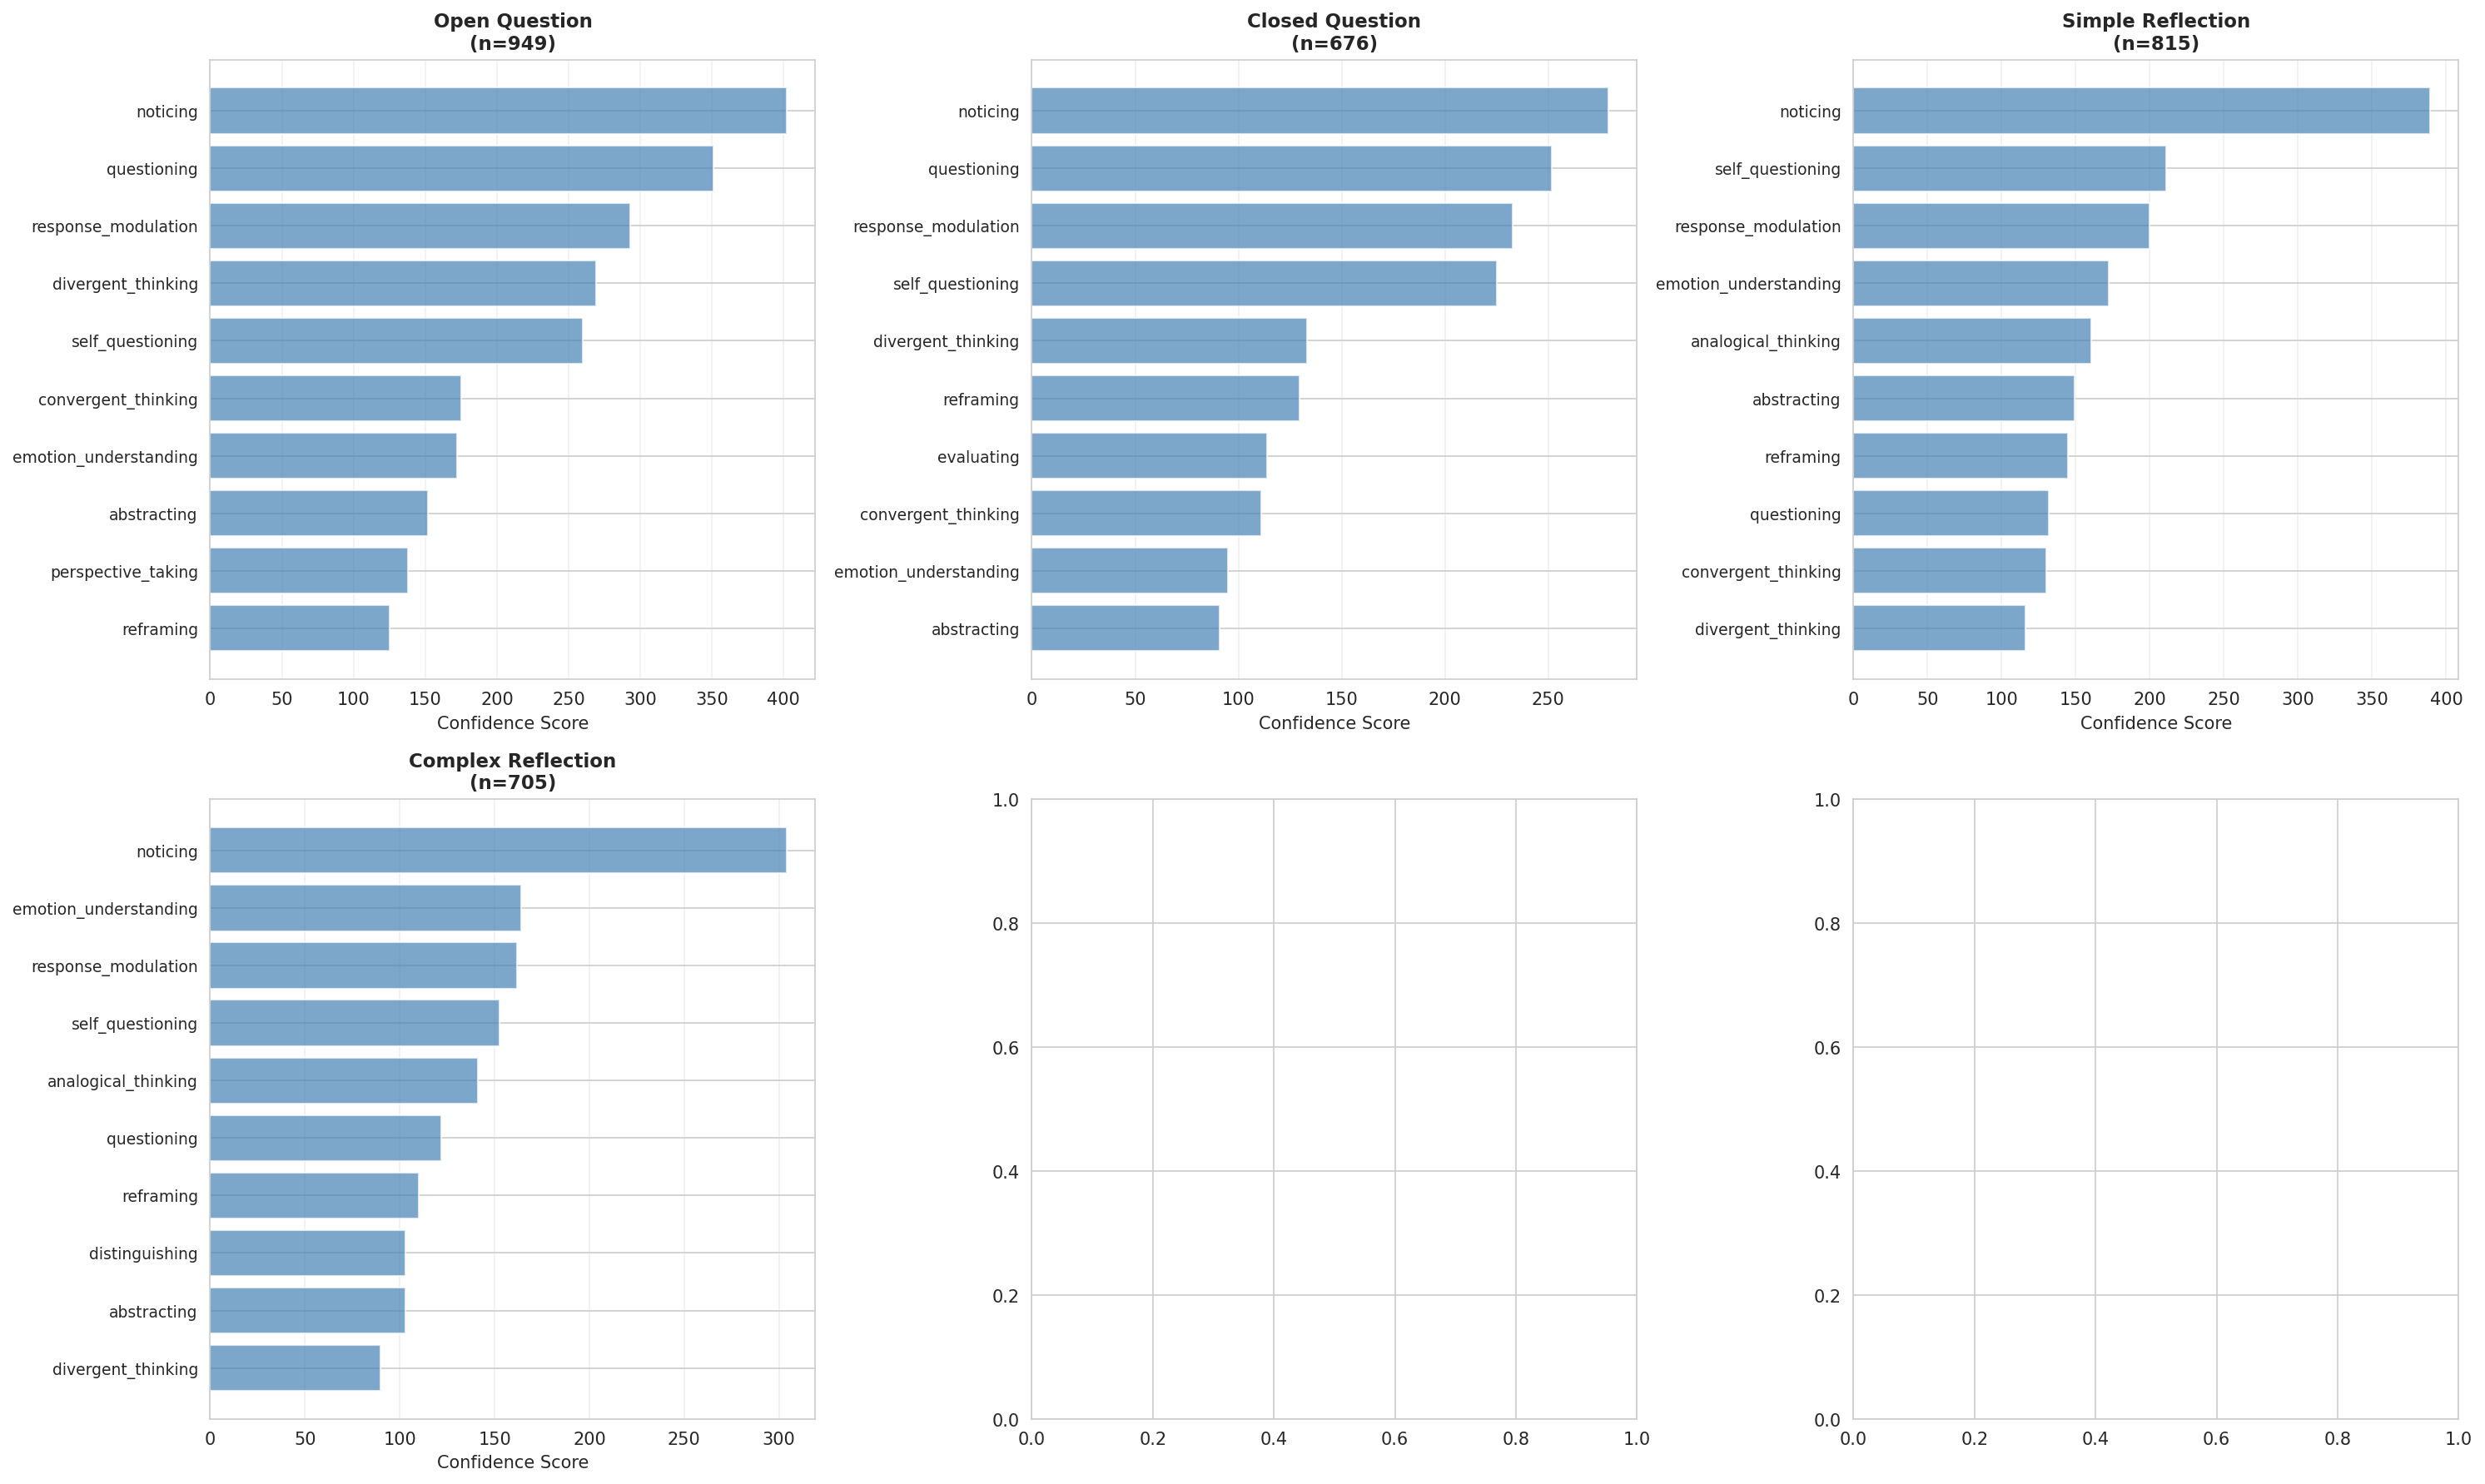 Open Question
(n=949)
noticing
questioning
response_modulation
divergent_thinking
self_questioning
convergent_thinking
emotion_understanding
abstracting
perspective_taking
reframing
0 50 100 150 200 250 300 350 400
Confidence Score
Closed Question
(n=676)
noticing
questioning
response_modulation
self_questioning
divergent_thinking
reframing
evaluating
convergent_thinking
emotion_understanding
abstracting
0 50 100 150 200 250
Confidence Score
Simple Reflection
(n=815)
noticing
self_questioning
response_modulation
emotion_understanding
analogical_thinking
abstracting
reframing
questioning
convergent_thinking
divergent_thinking
0 50 100 150 200 250 300 350 400
Confidence Score
Complex Reflection
(n=705)
noticing
emotion_understanding
response_modulation
self_questioning
analogical_thinking
questioning
reframing
distinguishing
abstracting
divergent_thinking
0 50 100 150 200 250 300
Confidence Score
1.0
0.8
0.6
0.4
0.2
0.0
0.0 0.2 0.4 0.6 0.8 1.0
1.0
0.8
0.6
0.4
0.2
0.0
0.0 0.2 0.4 0.6 0.8 1.0